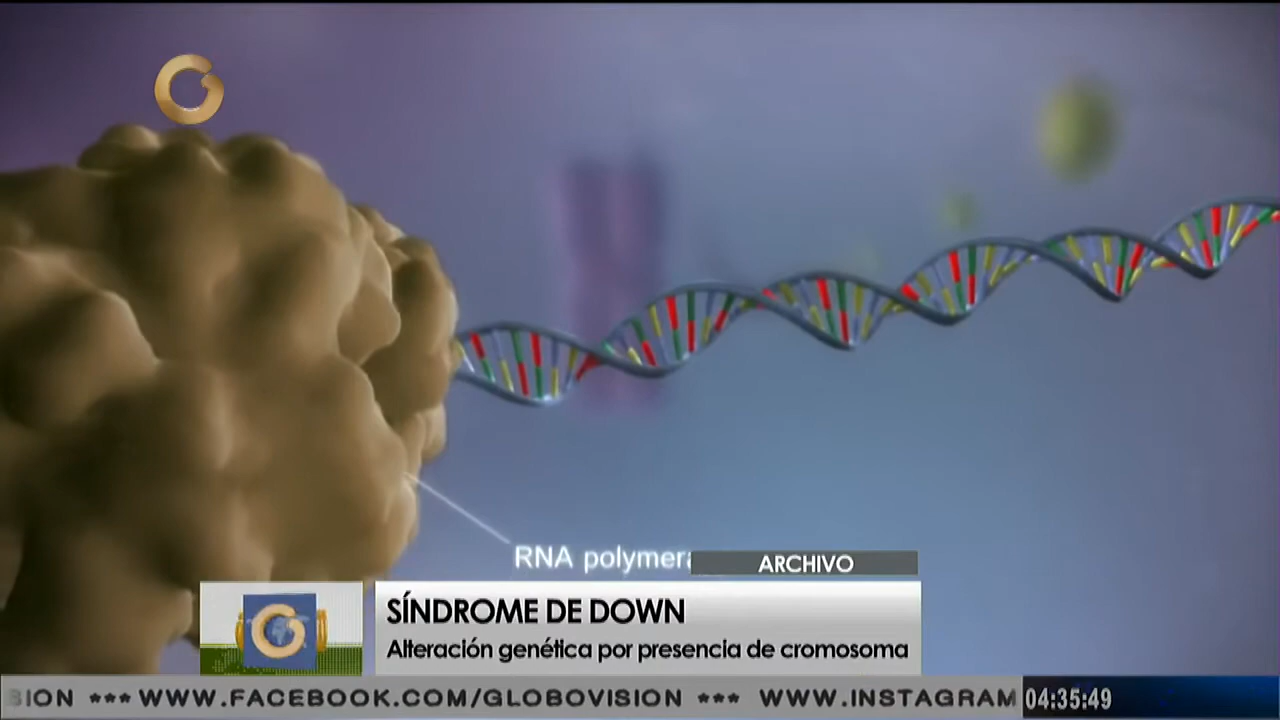 RNA polymera
ARCHIVO
SÍNDROME DE DOWN
Alteración genética por presencia de cromosoma
SION *** WWW.FACEBOOK.COM/GLOBOVISION *** WWW.INSTAGRAM
04:35:49